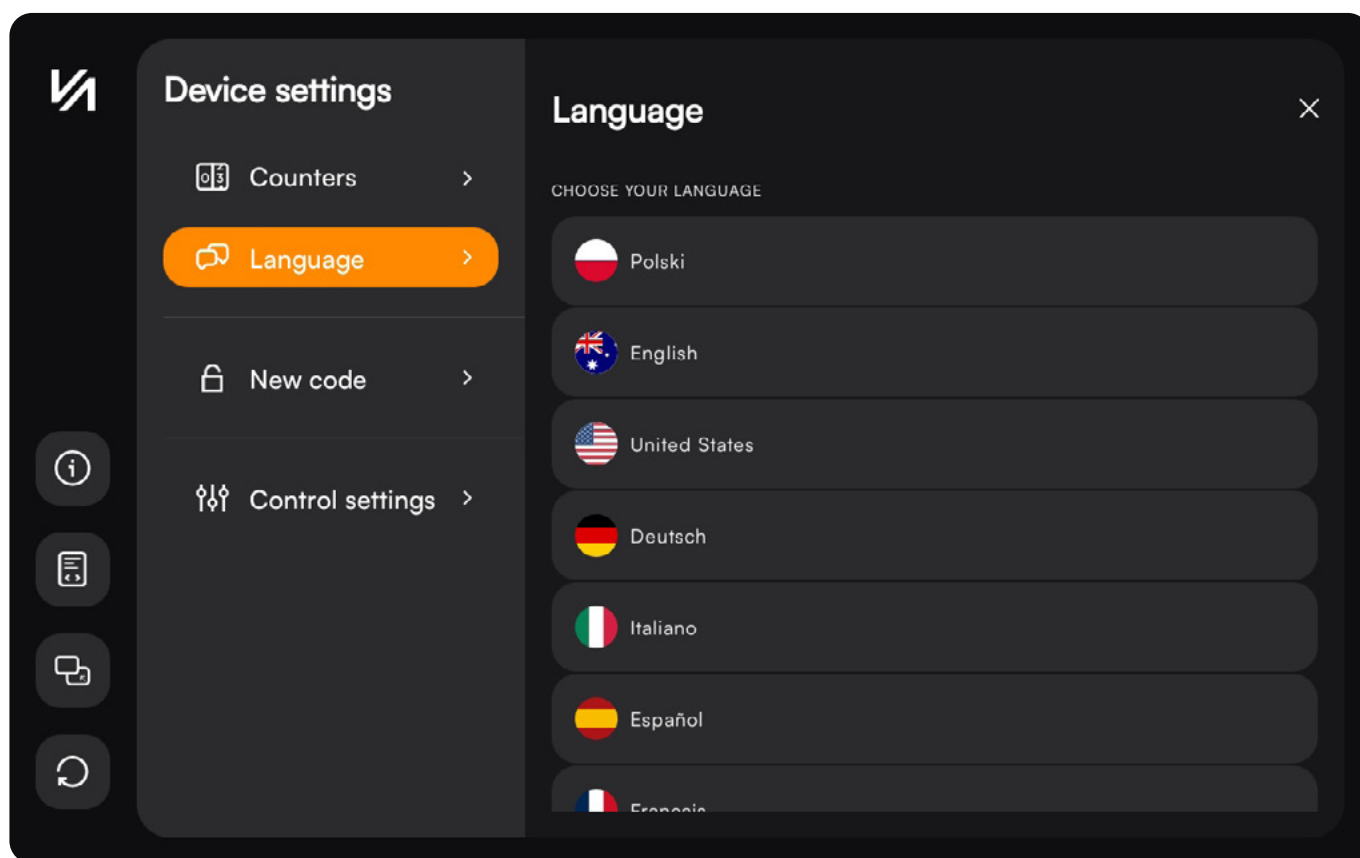 Device settings
Counters
Language
New code
Control settings
Language
CHOOSE YOUR LANGUAGE
Polski
English
United States
Deutsch
Italiano
Español